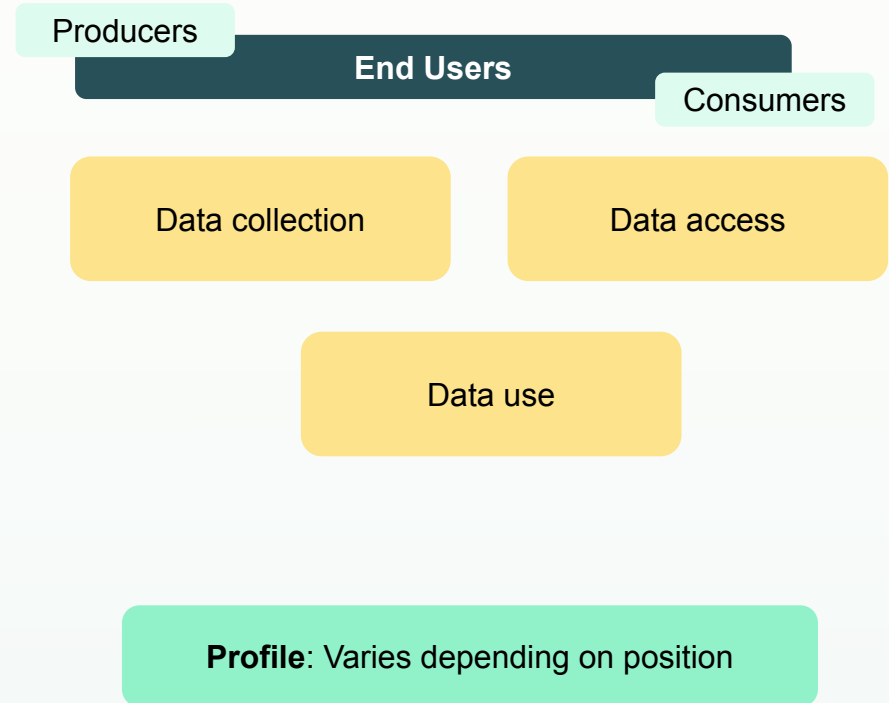 Producers
End Users
Consumers
Data collection
Data access
Data use
Profile: Varies depending on position